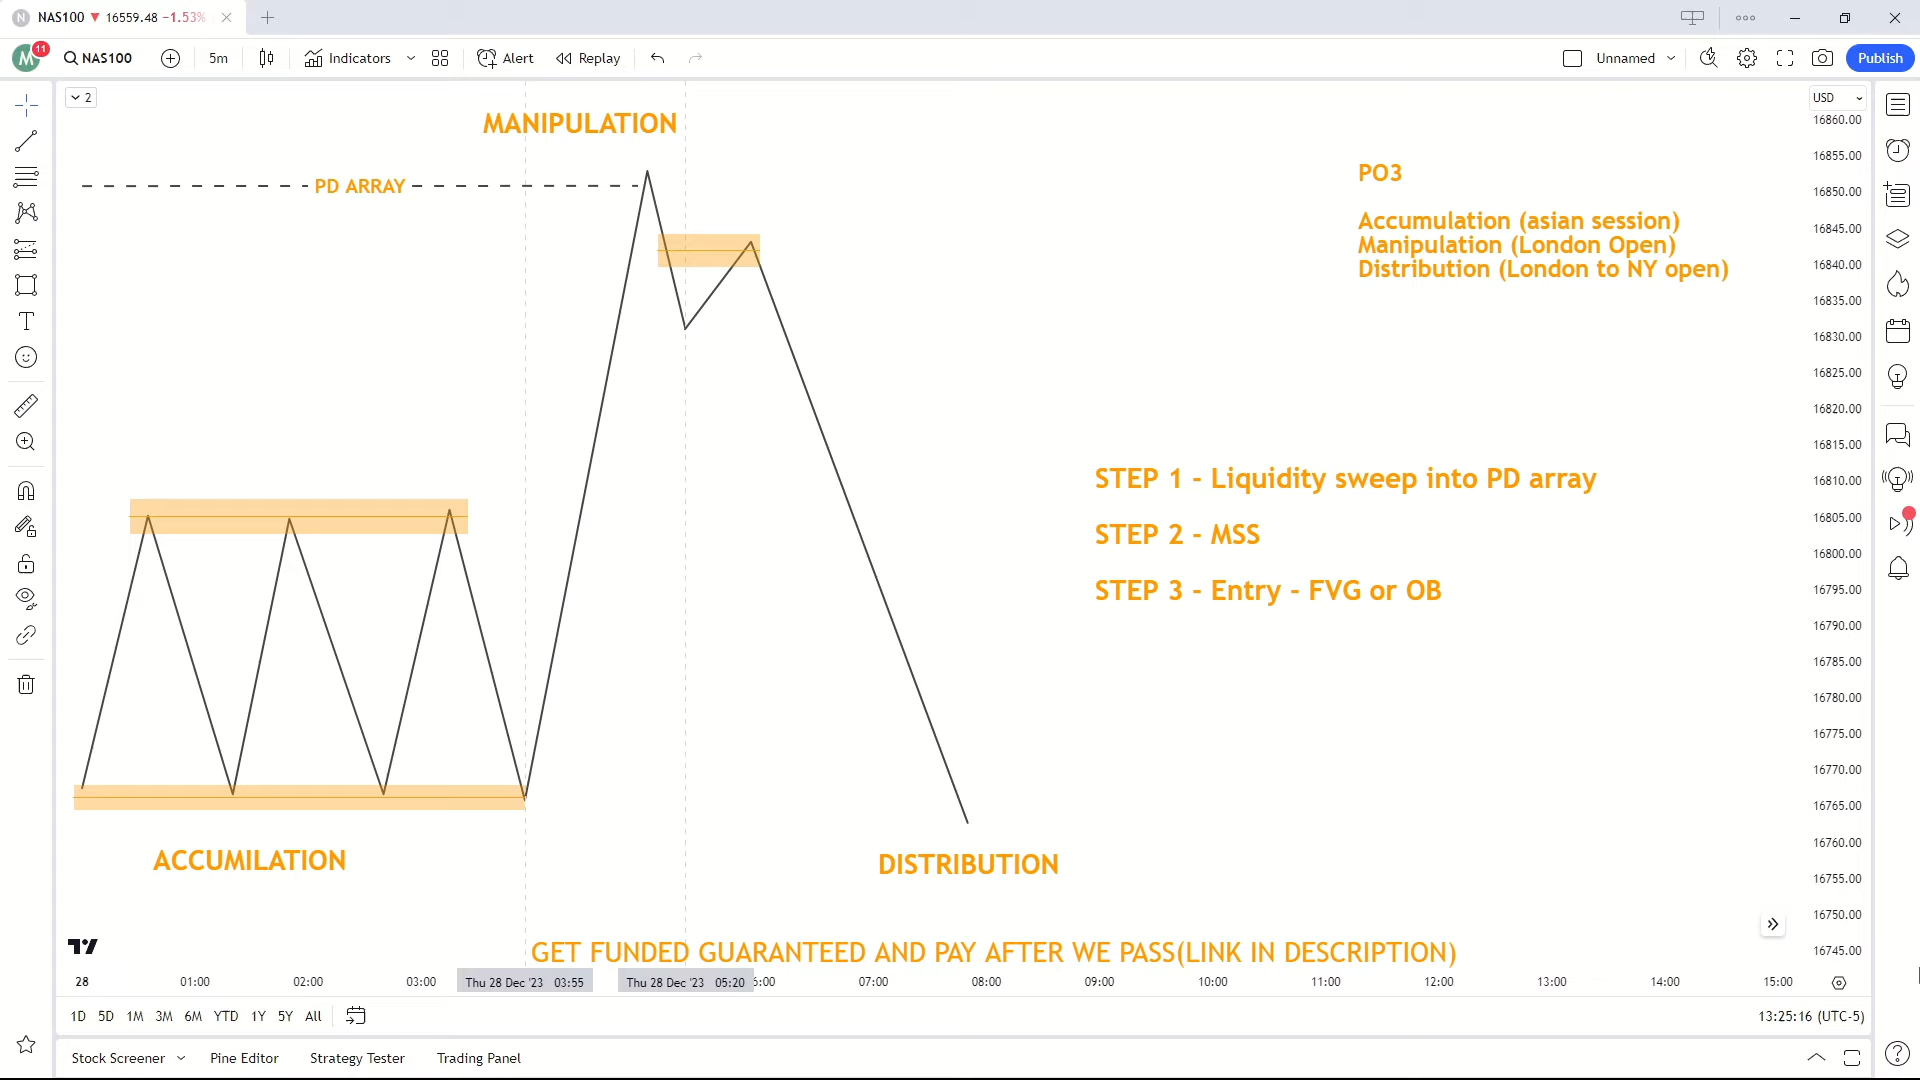 N NAS100 ▼ 16559.48 −1.53%
M 11 NAS100 5m Indicators Alert Replay Unnamed Publish
2
USD
MANIPULATION
PD ARRAY
PO3
Accumulation (asian session)
Manipulation (London Open)
Distribution (London to NY open)
STEP 1 - Liquidity sweep into PD array
STEP 2 - MSS
STEP 3 - Entry - FVG or OB
ACCUMILATION
DISTRIBUTION
GET FUNDED GUARANTEED AND PAY AFTER WE PASS(LINK IN DESCRIPTION)
16860.00
16855.00
16850.00
16845.00
16840.00
16835.00
16830.00
16825.00
16820.00
16815.00
16810.00
16805.00
16800.00
16795.00
16790.00
16785.00
16780.00
16775.00
16770.00
16765.00
16760.00
16755.00
16750.00
16745.00
28 01:00 02:00 03:00 Thu 28 Dec '23 03:55 Thu 28 Dec '23 05:20 6:00 07:00 08:00 09:00 10:00 11:00 12:00 13:00 14:00 15:00
1D 5D 1M 3M 6M YTD 1Y 5Y All 13:25:16 (UTC-5)
Stock Screener Pine Editor Strategy Tester Trading Panel